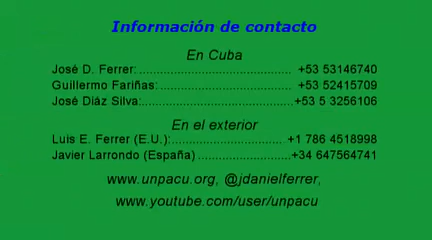 Información de contacto
En Cuba
José D. Ferrer: ........................................ +53 53146740
Guillermo Fariñas: .................................. +53 52415709
José Diáz Silva:.......................................+53 5 3256106
En el exterior
Luis E. Ferrer (E.U.):............................. +1 786 4518998
Javier Larrondo (España) ........................+34 647564741
www.unpacu.org, @jdanielferrer,
www.youtube.com/user/unpacu